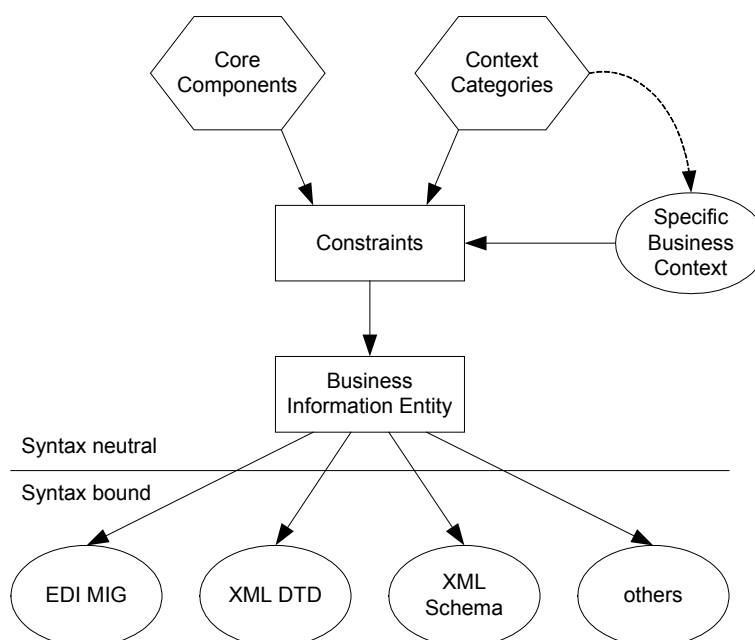 Core
Components
Context
Categories
Constraints
Specific
Business
Context
Business
Information Entity
Syntax neutral
Syntax bound
EDI MIG
XML DTD
XML
Schema
others